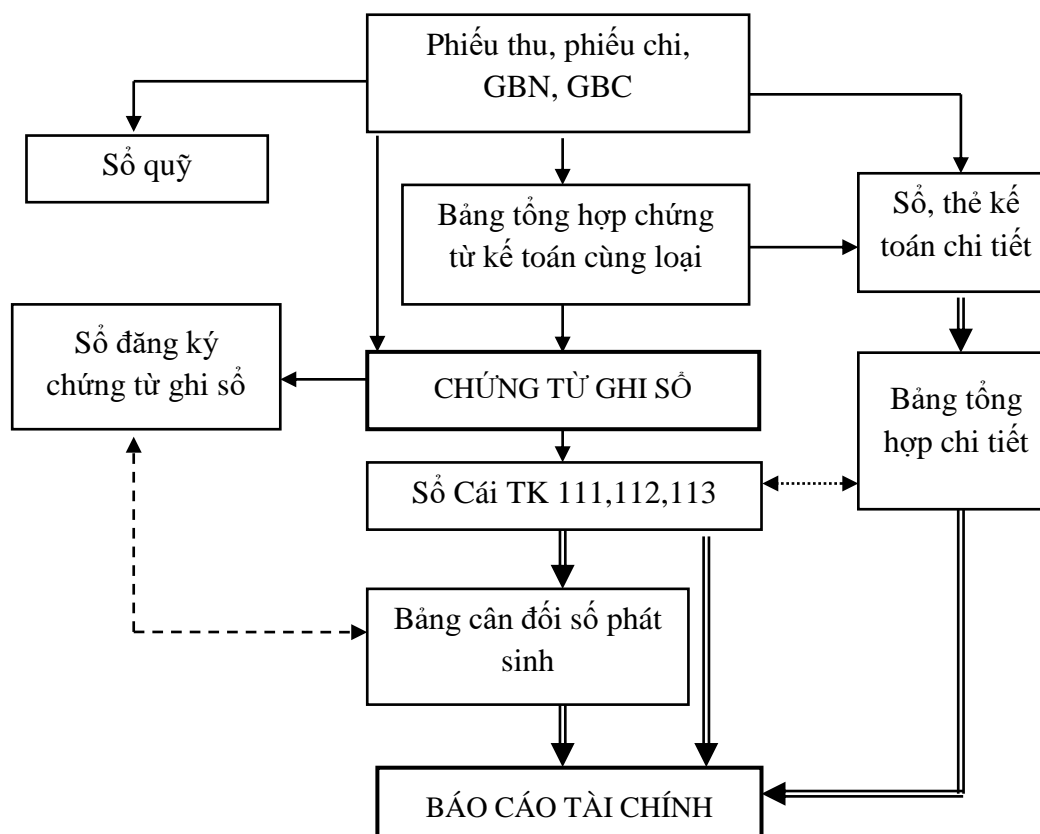 Phiếu thu, phiếu chi,
GBN, GBC
Sổ quỹ
Bảng tổng hợp chứng
từ kế toán cùng loại
Sổ, thẻ kế
toán chi tiết
Sổ đăng ký
chứng từ ghi sổ
CHỨNG TỪ GHI SỔ
Bảng tổng
hợp chi tiết
Sổ Cái TK 111,112,113
Bảng cân đối số phát
sinh
BÁO CÁO TÀI CHÍNH